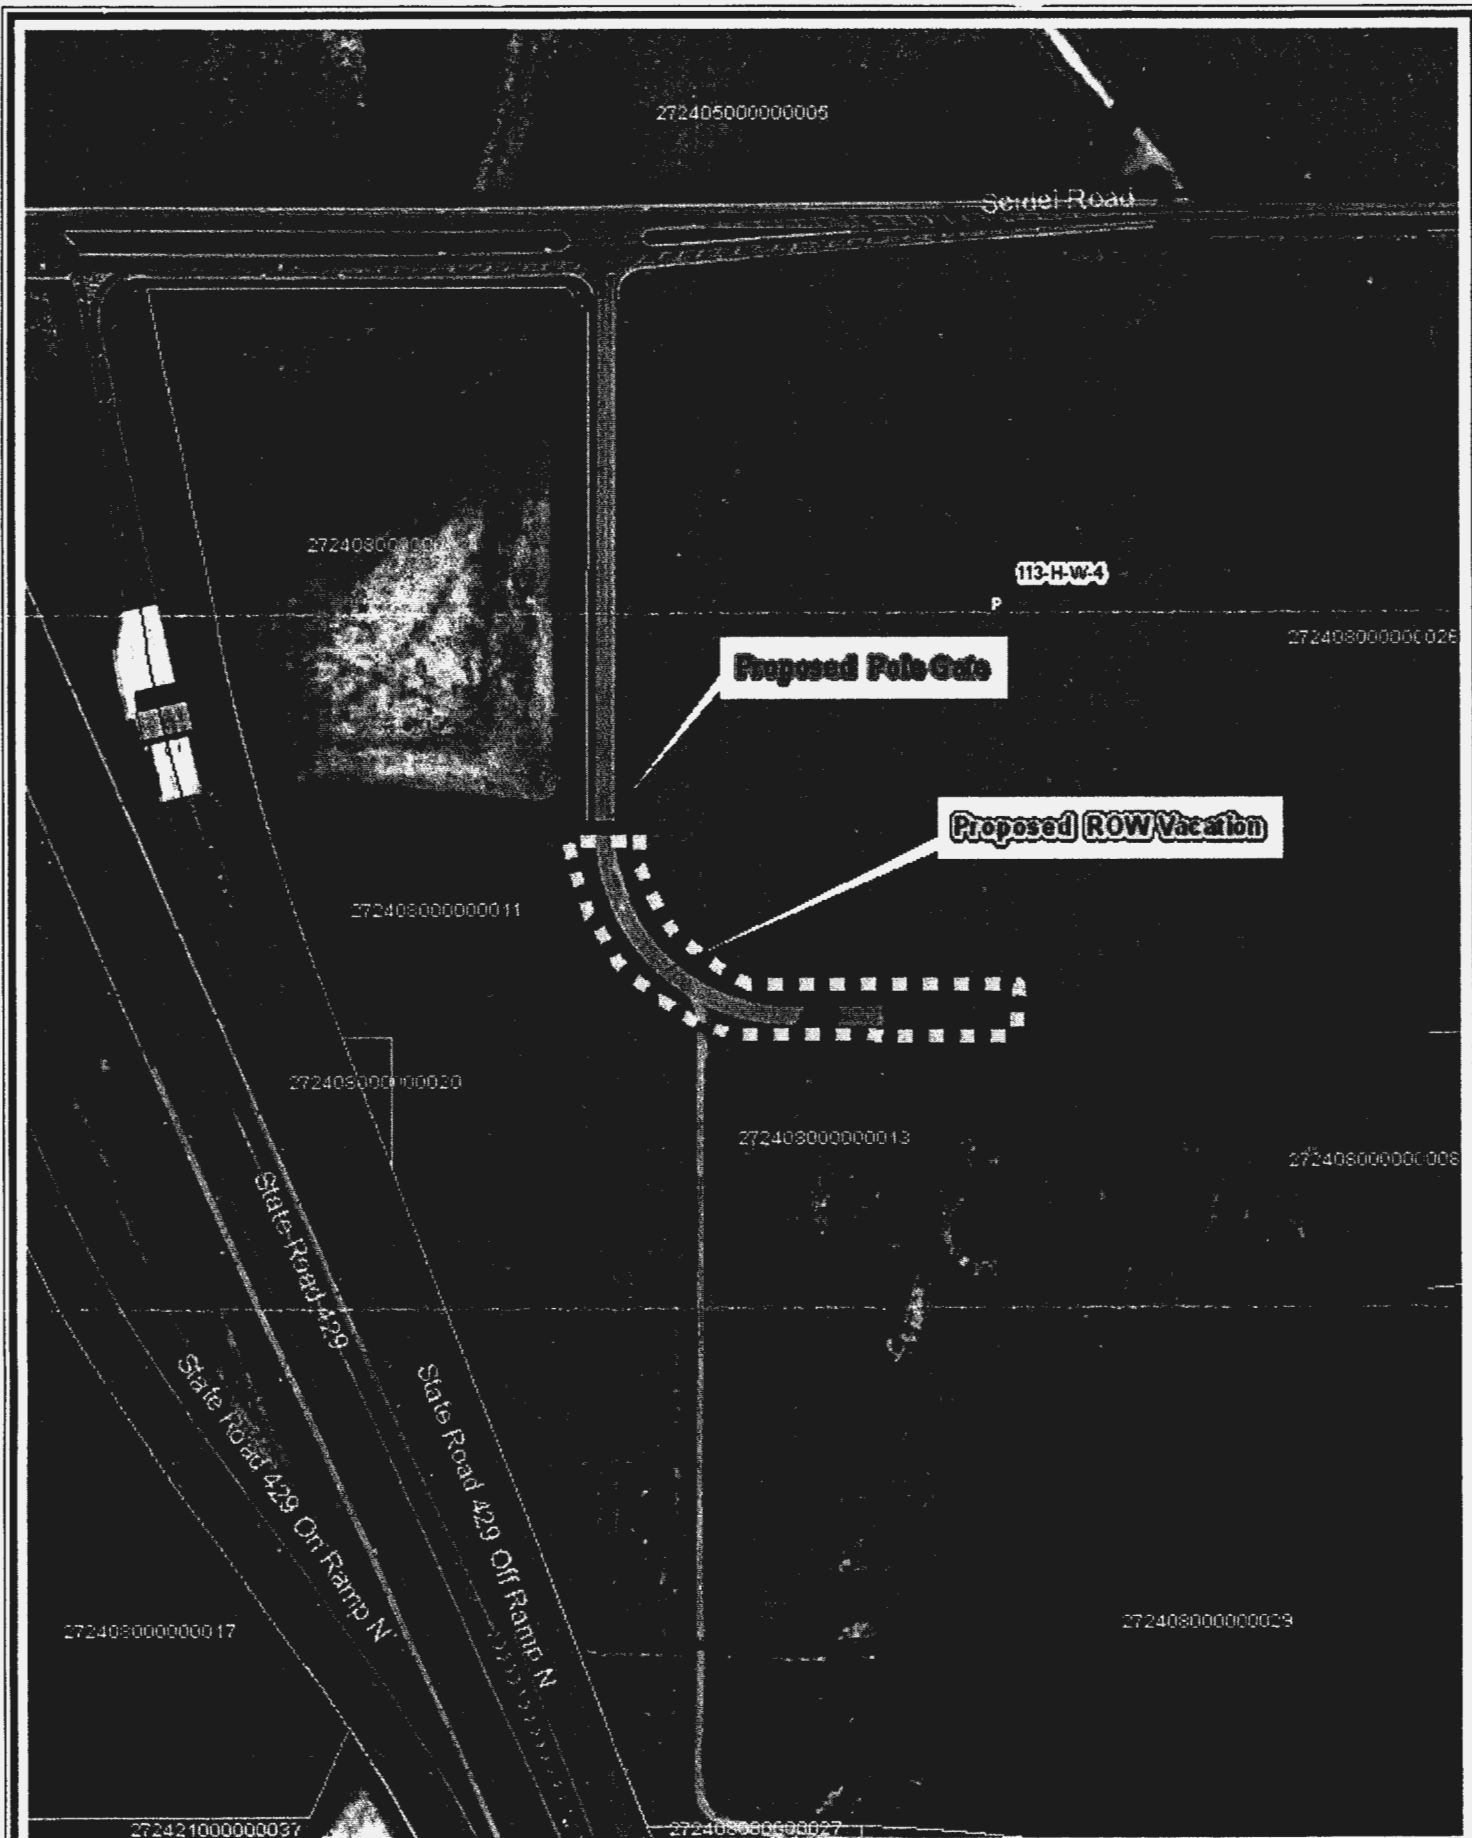 272405000000005
Seidel Road
113-H-W-4
P
272408000000026
Proposed Pole Gate
Proposed ROW Vacation
272408000000011
272408000000020
272408000000013
272408000000008
State Road 429
State Road 429 On Ramp N
State Road 429 Off Ramp N
272408000000017
272408000000029
272421000000037
272408000000027